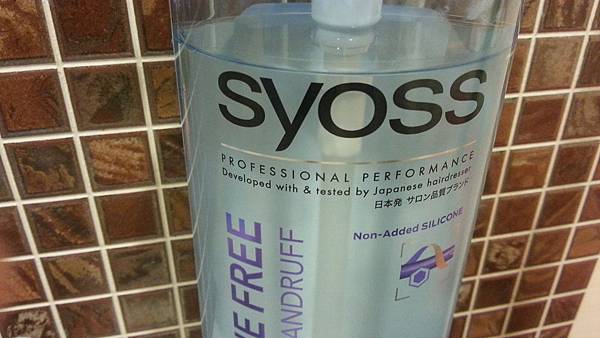 syoss
PROFESSIONAL PERFORMANCE
Developed with & tested by Japanese hairdresser
日本発 サロン品質ブランド
Non-Added SILICONE
FREE